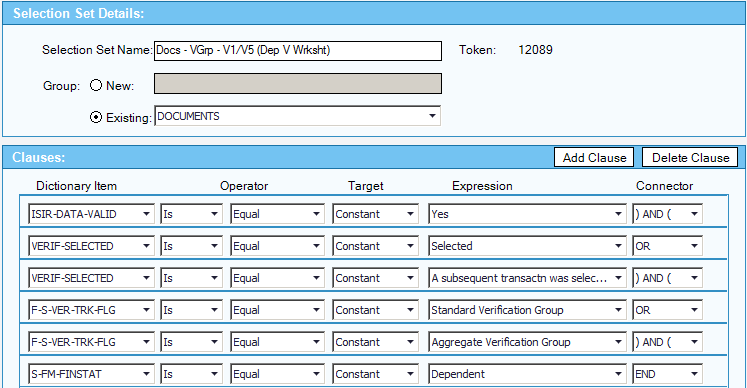 Selection Set Details:
Selection Set Name: Docs - VGrp - V1/V5 (Dep V Wrksht) Token: 12089
Group: New:
Existing: DOCUMENTS
Clauses: Add Clause Delete Clause
Dictionary Item Operator Target Expression Connector
ISIR-DATA-VALID Is Equal Constant Yes ) AND (
VERIF-SELECTED Is Equal Constant Selected OR
VERIF-SELECTED Is Equal Constant A subsequent transactn was selec... ) AND (
F-S-VER-TRK-FLG Is Equal Constant Standard Verification Group OR
F-S-VER-TRK-FLG Is Equal Constant Aggregate Verification Group ) AND (
S-FM-FINSTAT Is Equal Constant Dependent END